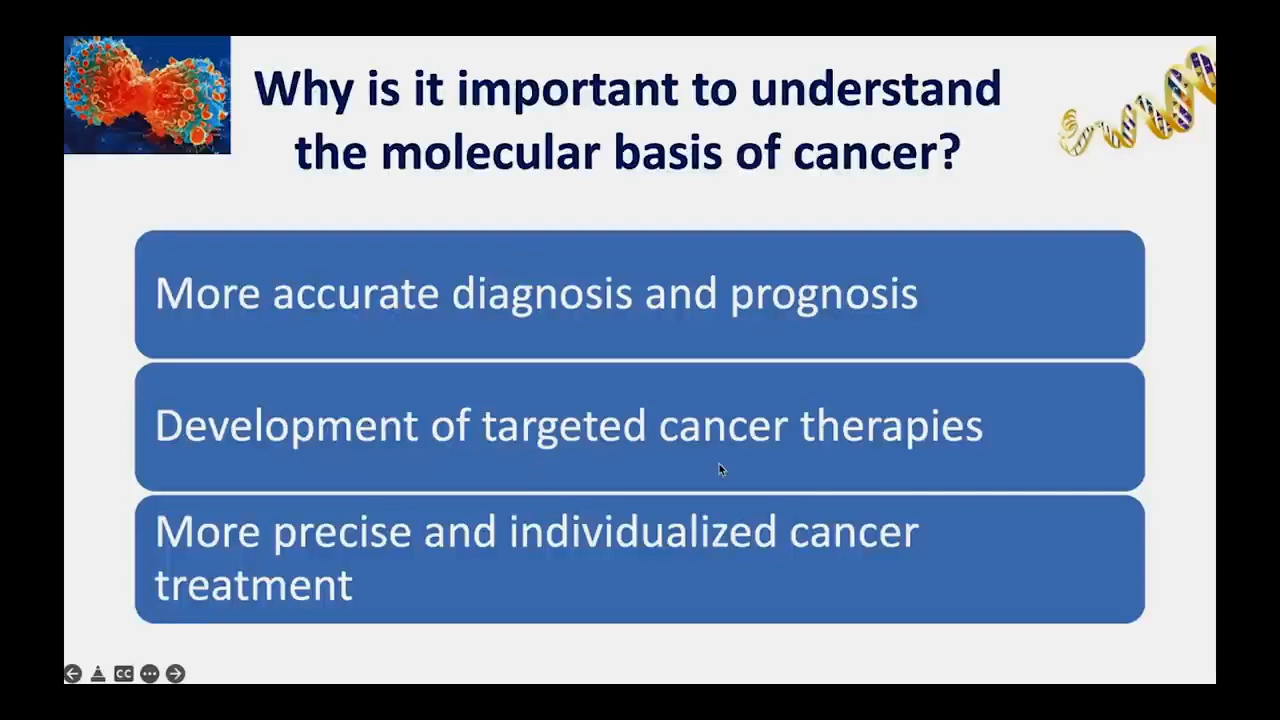 Why is it important to understand
the molecular basis of cancer?
More accurate diagnosis and prognosis
Development of targeted cancer therapies
More precise and individualized cancer
treatment
CC